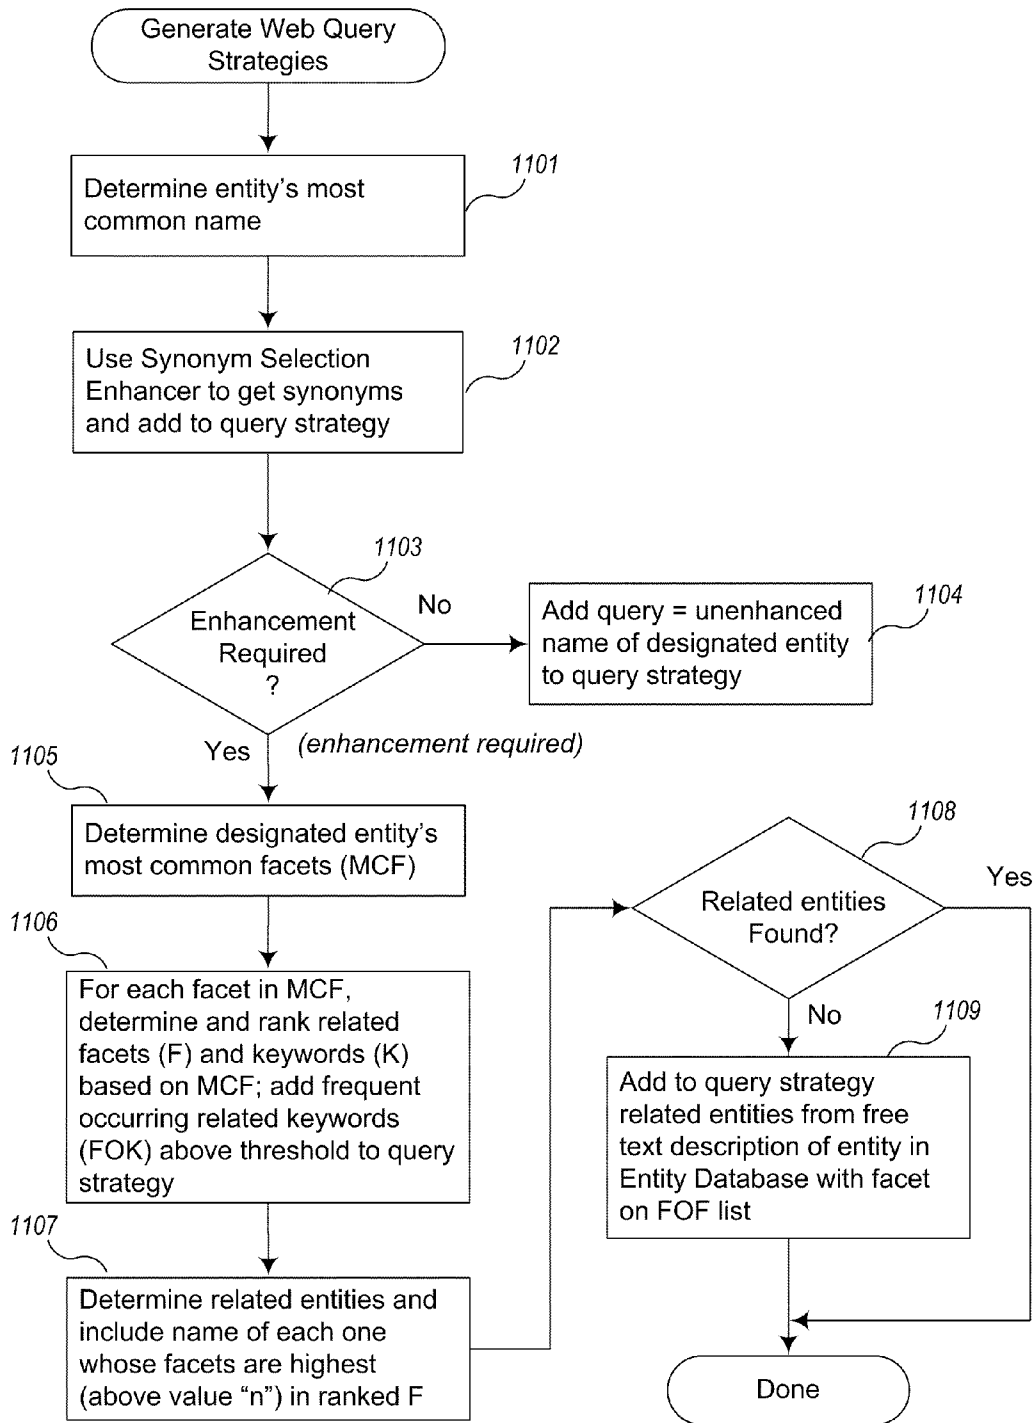 Generate Web Query
Strategies
1101
Determine entity’s most
common name
1102
Use Synonym Selection
Enhancer to get synonyms
and add to query strategy
1103
Enhancement
Required
?
No
1104
Add query = unenhanced
name of designated entity
to query strategy
Yes
(enhancement required)
1105
Determine designated entity’s
most common facets (MCF)
1106
For each facet in MCF,
determine and rank related
facets (F) and keywords (K)
based on MCF; add frequent
occurring related keywords
(FOK) above threshold to query
strategy
1107
Determine related entities and
include name of each one
whose facets are highest
(above value “n”) in ranked F
1108
Related entities
Found?
Yes
No
1109
Add to query strategy
related entities from free
text description of entity in
Entity Database with facet
on FOF list
Done